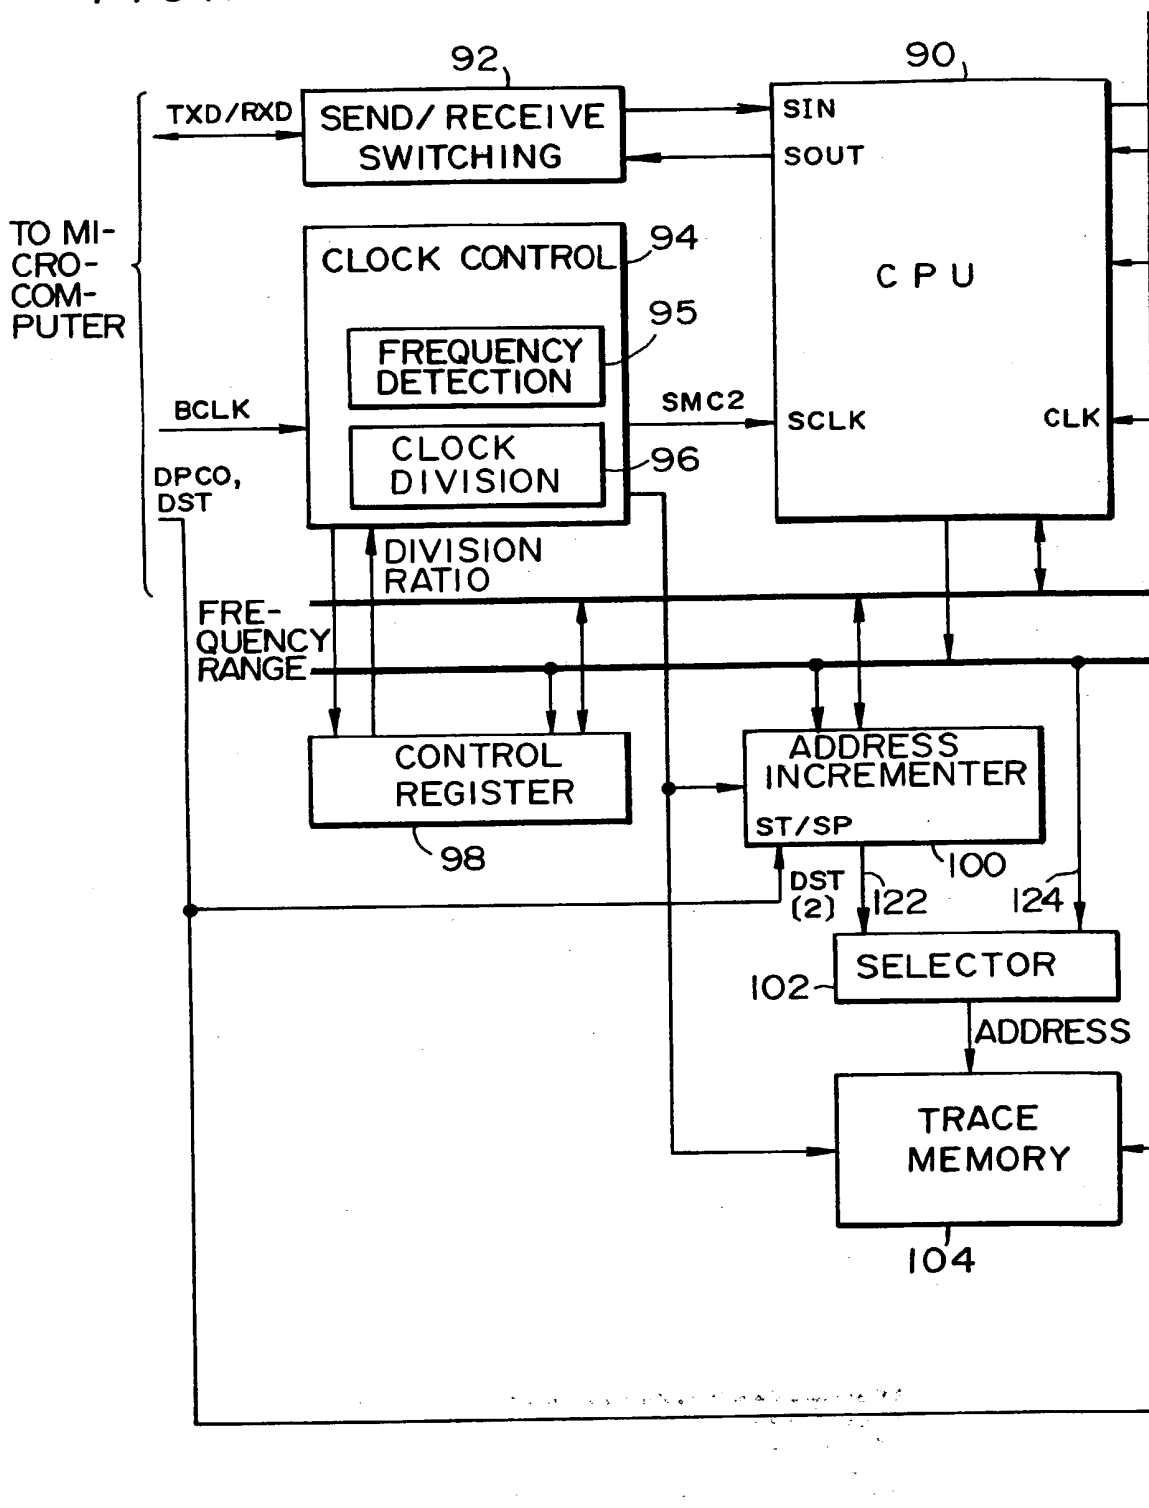 92
90
TXD/RXD
SEND/RECEIVE
SWITCHING
SIN
SOUT
TO MI-
CRO-
COM-
PUTER
94
CLOCK CONTROL
CPU
95
FREQUENCY
DETECTION
BCLK
SMC2
SCLK
CLK
CLOCK
DIVISION
96
DPCO,
DST
DIVISION
RATIO
FRE-
QUENCY
RANGE
CONTROL
REGISTER
98
ADDRESS
INCREMENTER
ST/SP
100
DST
(2)
122
124
SELECTOR
102
ADDRESS
TRACE
MEMORY
104